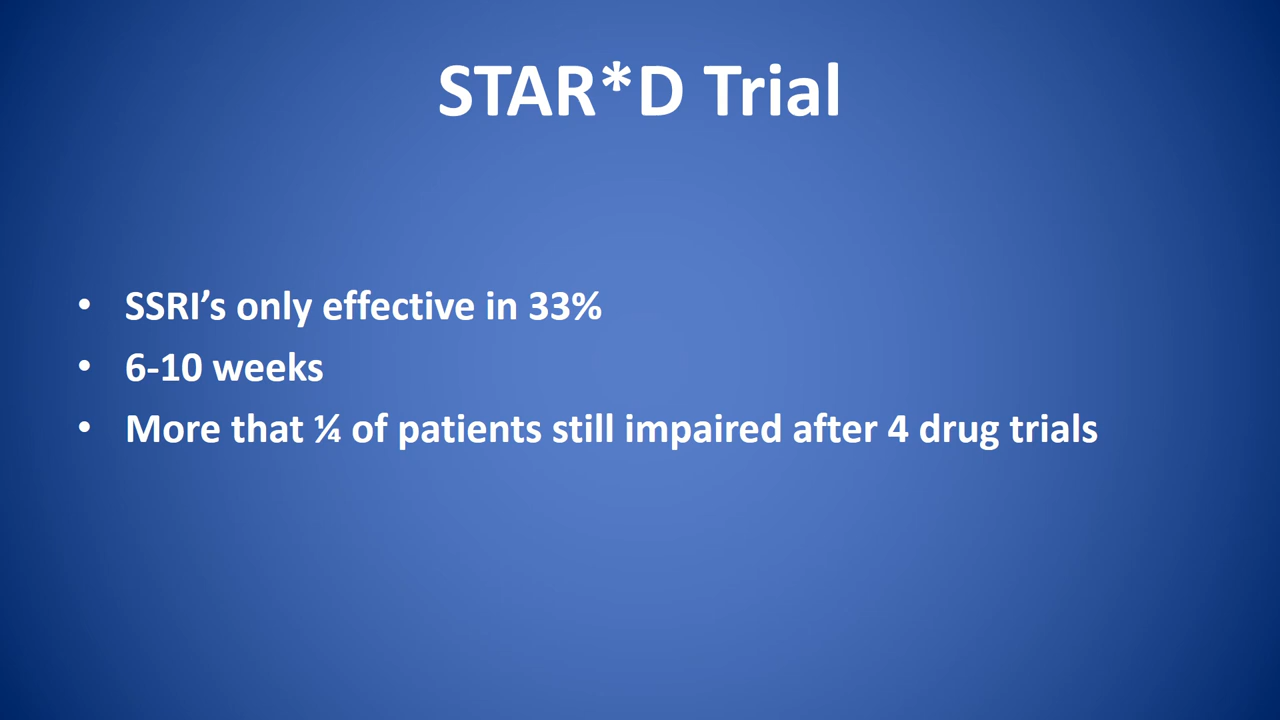 STAR*D Trial
• SSRI’s only effective in 33%
• 6-10 weeks
• More that ¼ of patients still impaired after 4 drug trials